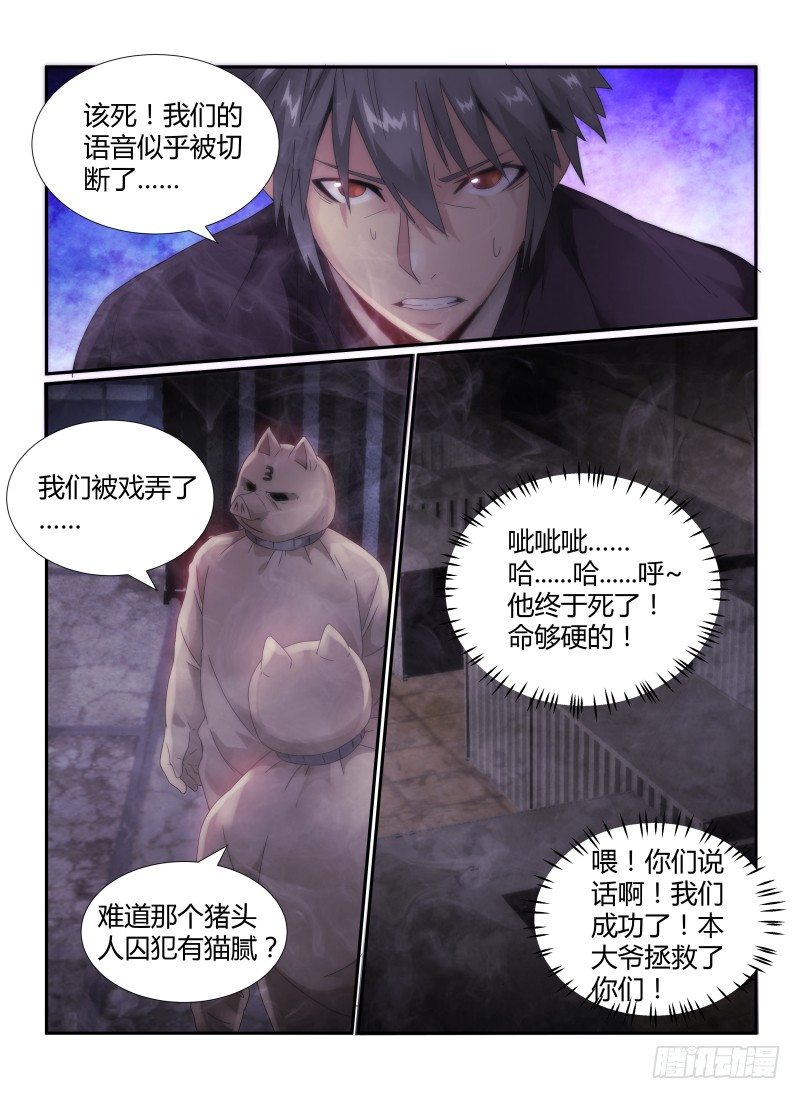 该死！我们的
语音似乎被切
断了……
我们被戏弄了
……
呲呲呲……
哈……哈……呼~
他终于死了！
命够硬的！
难道那个猪头
人囚犯有猫腻？
喂！你们说
话啊！我们
成功了！本
大爷拯救了
你们！
3
腾讯动漫